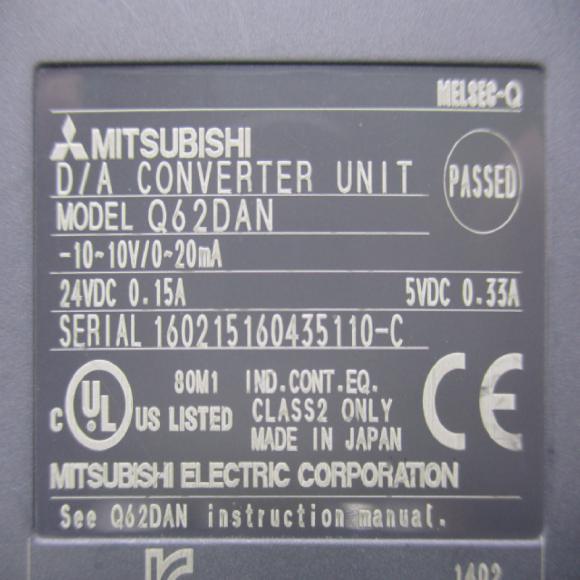 MELSEC-Q
MITSUBISHI
D/A CONVERTER UNIT
PASSED
MODEL Q62DAN
-10~10V/0~20mA
24VDC 0.15A 5VDC 0.33A
SERIAL 160215160435110-C
C UL US LISTED
80M1 IND.CONT.EQ.
CLASS2 ONLY
MADE IN JAPAN
CE
MITSUBISHI ELECTRIC CORPORATION
See Q62DAN instruction manual.